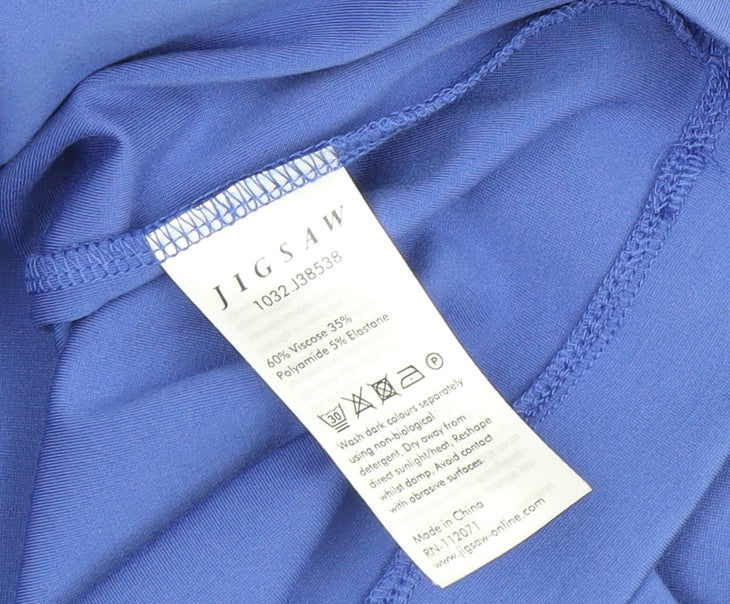 JIGSAW
1032.J38538
60% Viscose 35%
Polyamide 5% Elastane
30 P
Wash dark colours separately
using non-biological
detergent, Dry away from
direct sunlight/heat, Reshape
whilst damp, Avoid contact
with abrasive surfaces.
Made in China
RN-112071
www.jigsaw-online.com